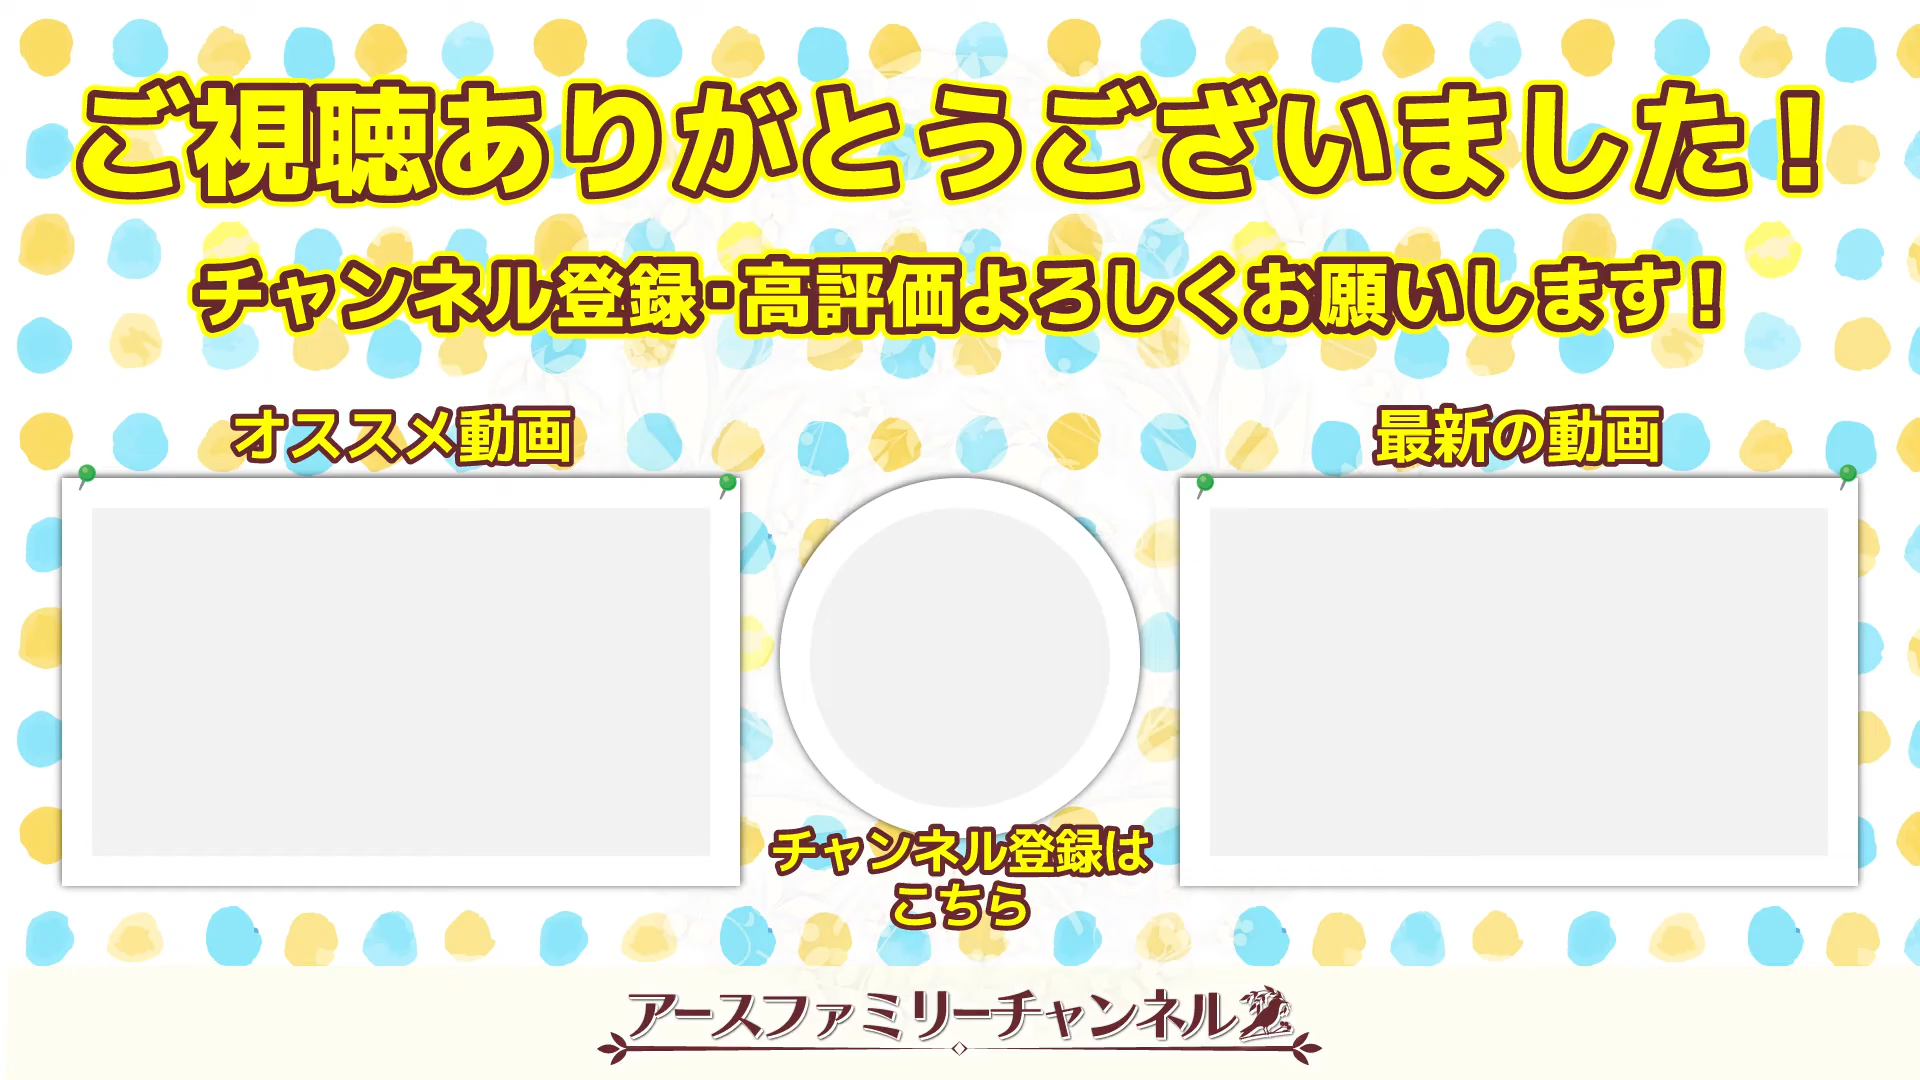 ご視聴ありがとうございました！
チャンネル登録・高評価よろしくお願いします！
オススメ動画
最新の動画
チャンネル登録は
こちら
アースファミリーチャンネル